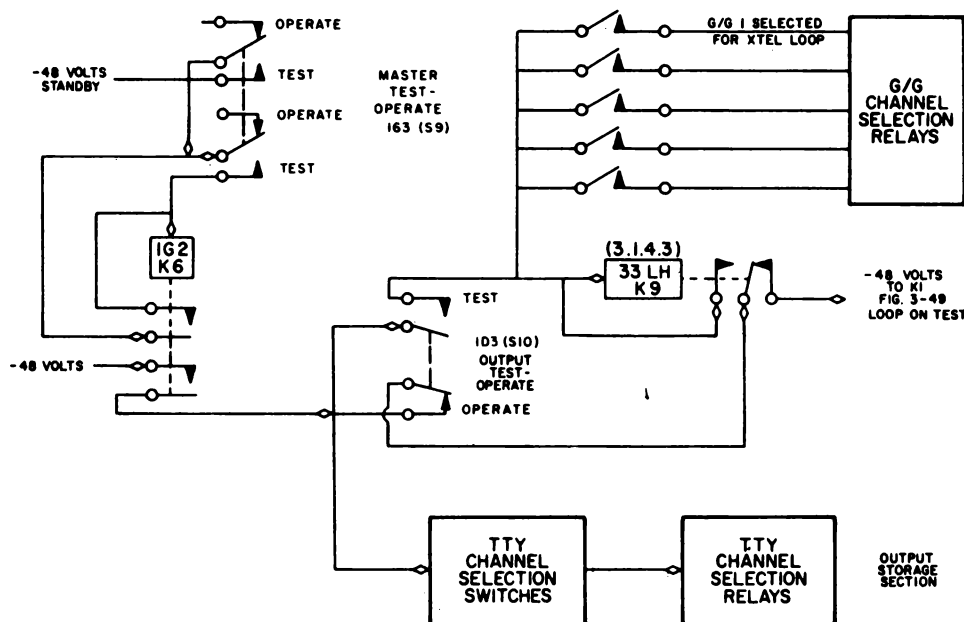 OPERATE
-48 VOLTS
STANDBY
TEST
OPERATE
TEST
MASTER
TEST-
OPERATE
163 (S9)
G/G 1 SELECTED
FOR XTEL LOOP
G/G
CHANNEL
SELECTION
RELAYS
1G2
K6
(3.1.4.3)
33 LH
K9
-48 VOLTS
TO K1
FIG. 3-49
LOOP ON TEST
TEST
1D3 (S10)
OUTPUT
TEST-
OPERATE
OPERATE
-48 VOLTS
TTY
CHANNEL
SELECTION
SWITCHES
T.TY
CHANNEL
SELECTION
RELAYS
OUTPUT
STORAGE
SECTION